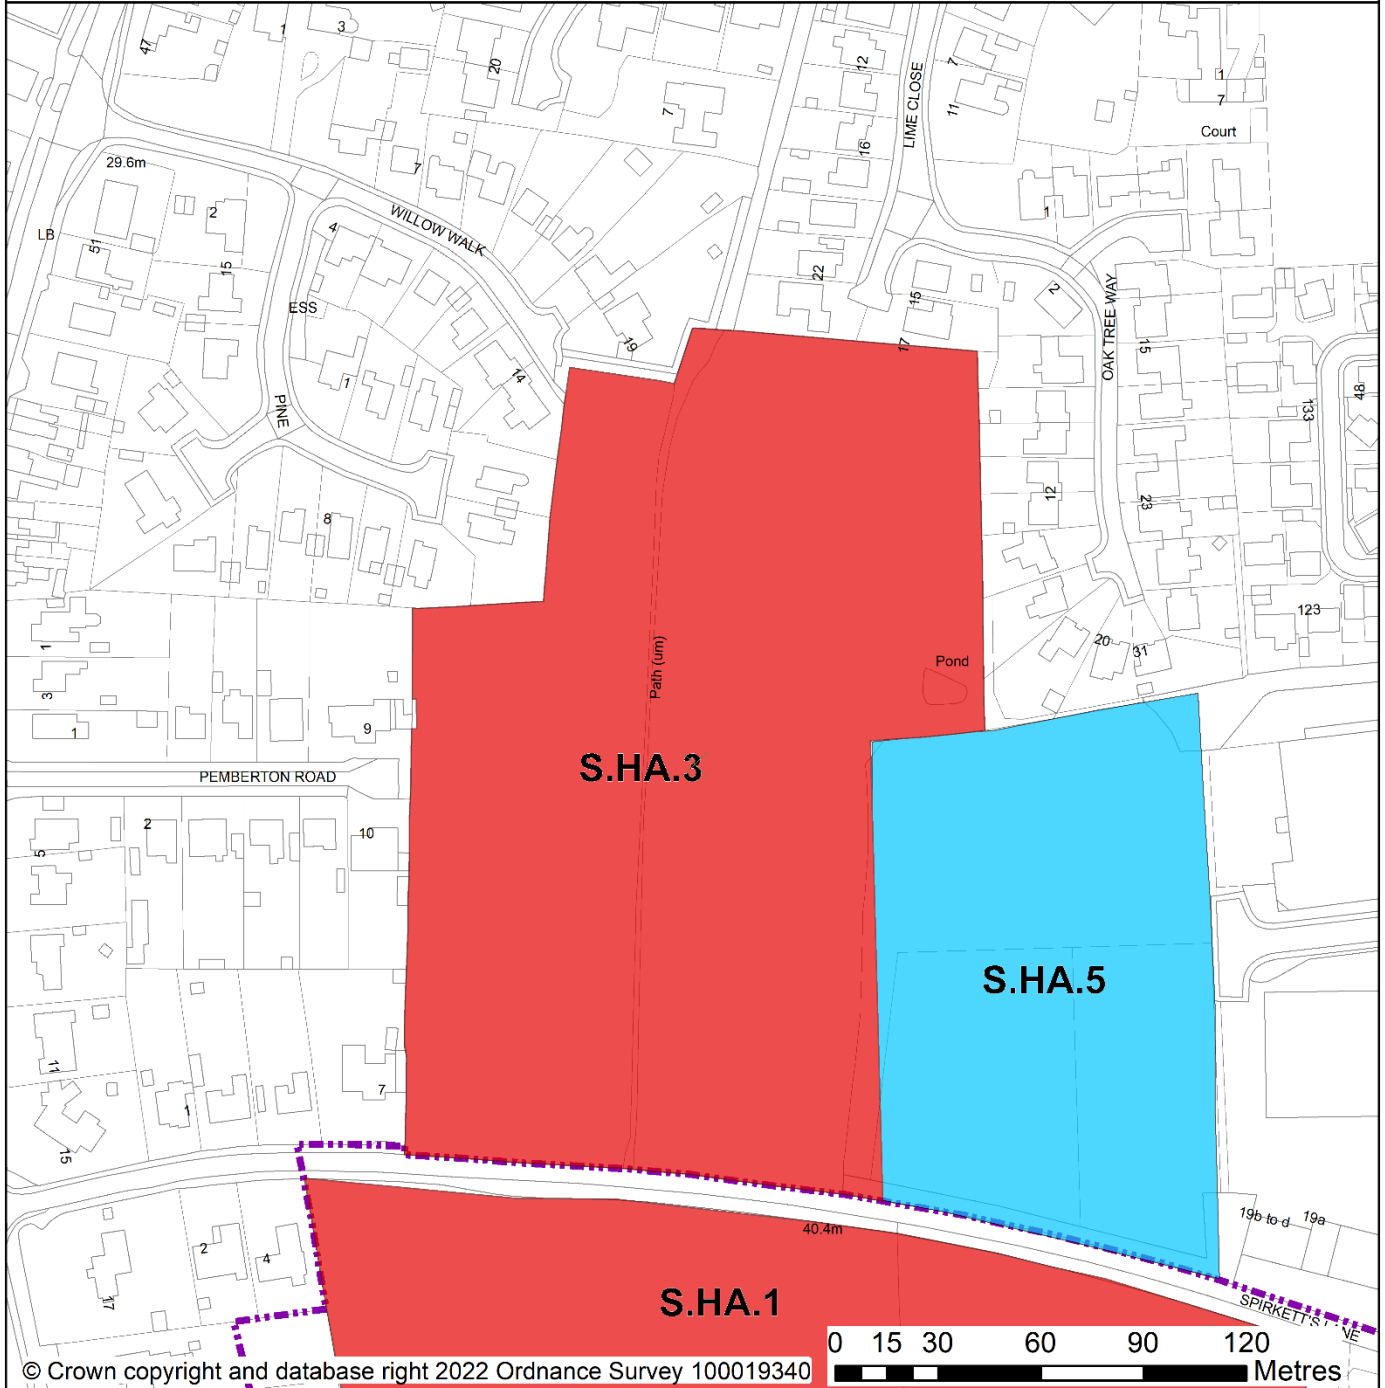 47
1
3
20
12
7
1
7
Court
11
LIME CLOSE
7
16
29.6m
7
2
4
WILLOW WALK
1
LB
51
15
22
2
ESS
15
OAK TREE WAY
19
17
15
14
1
48
PINE
133
12
23
8
1
123
20
31
Path (um)
Pond
3
1
9
S.HA.3
PEMBERTON ROAD
2
10
5
S.HA.5
11
7
1
15
19b to d
19a
40.4m
2
4
17
S.HA.1
SPIRKETT'S LANE
0 15 30 60 90 120
Metres
© Crown copyright and database right 2022 Ordnance Survey 100019340